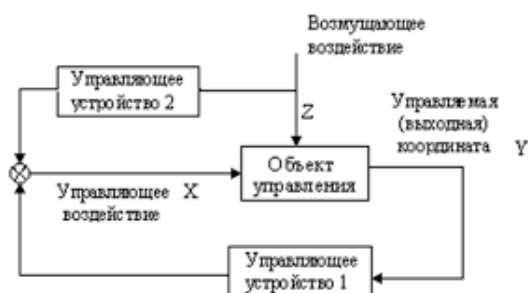 Возмущающее
воздействие
Управляющее
устройство 2
Z
Управляемая
(выходная)
координата Y
Объект
управления
Управляющее X
воздействие
Управляющее
устройство 1